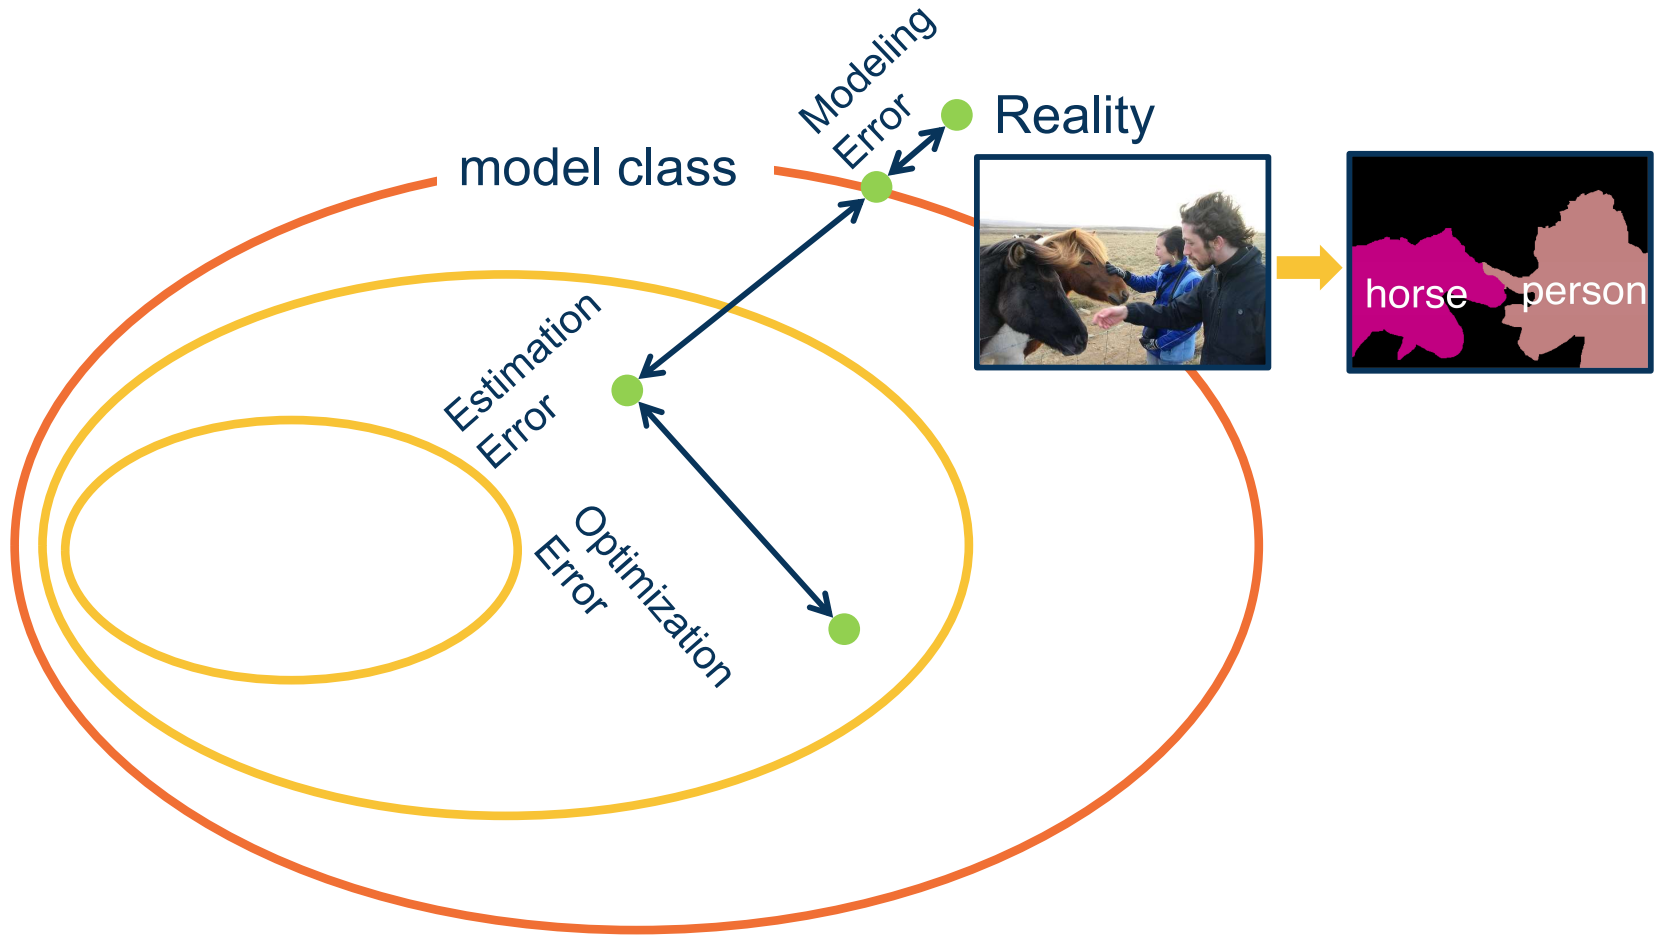 Modeling
Error
Reality
model class
horse
person
Estimation
Error
Optimization
Error